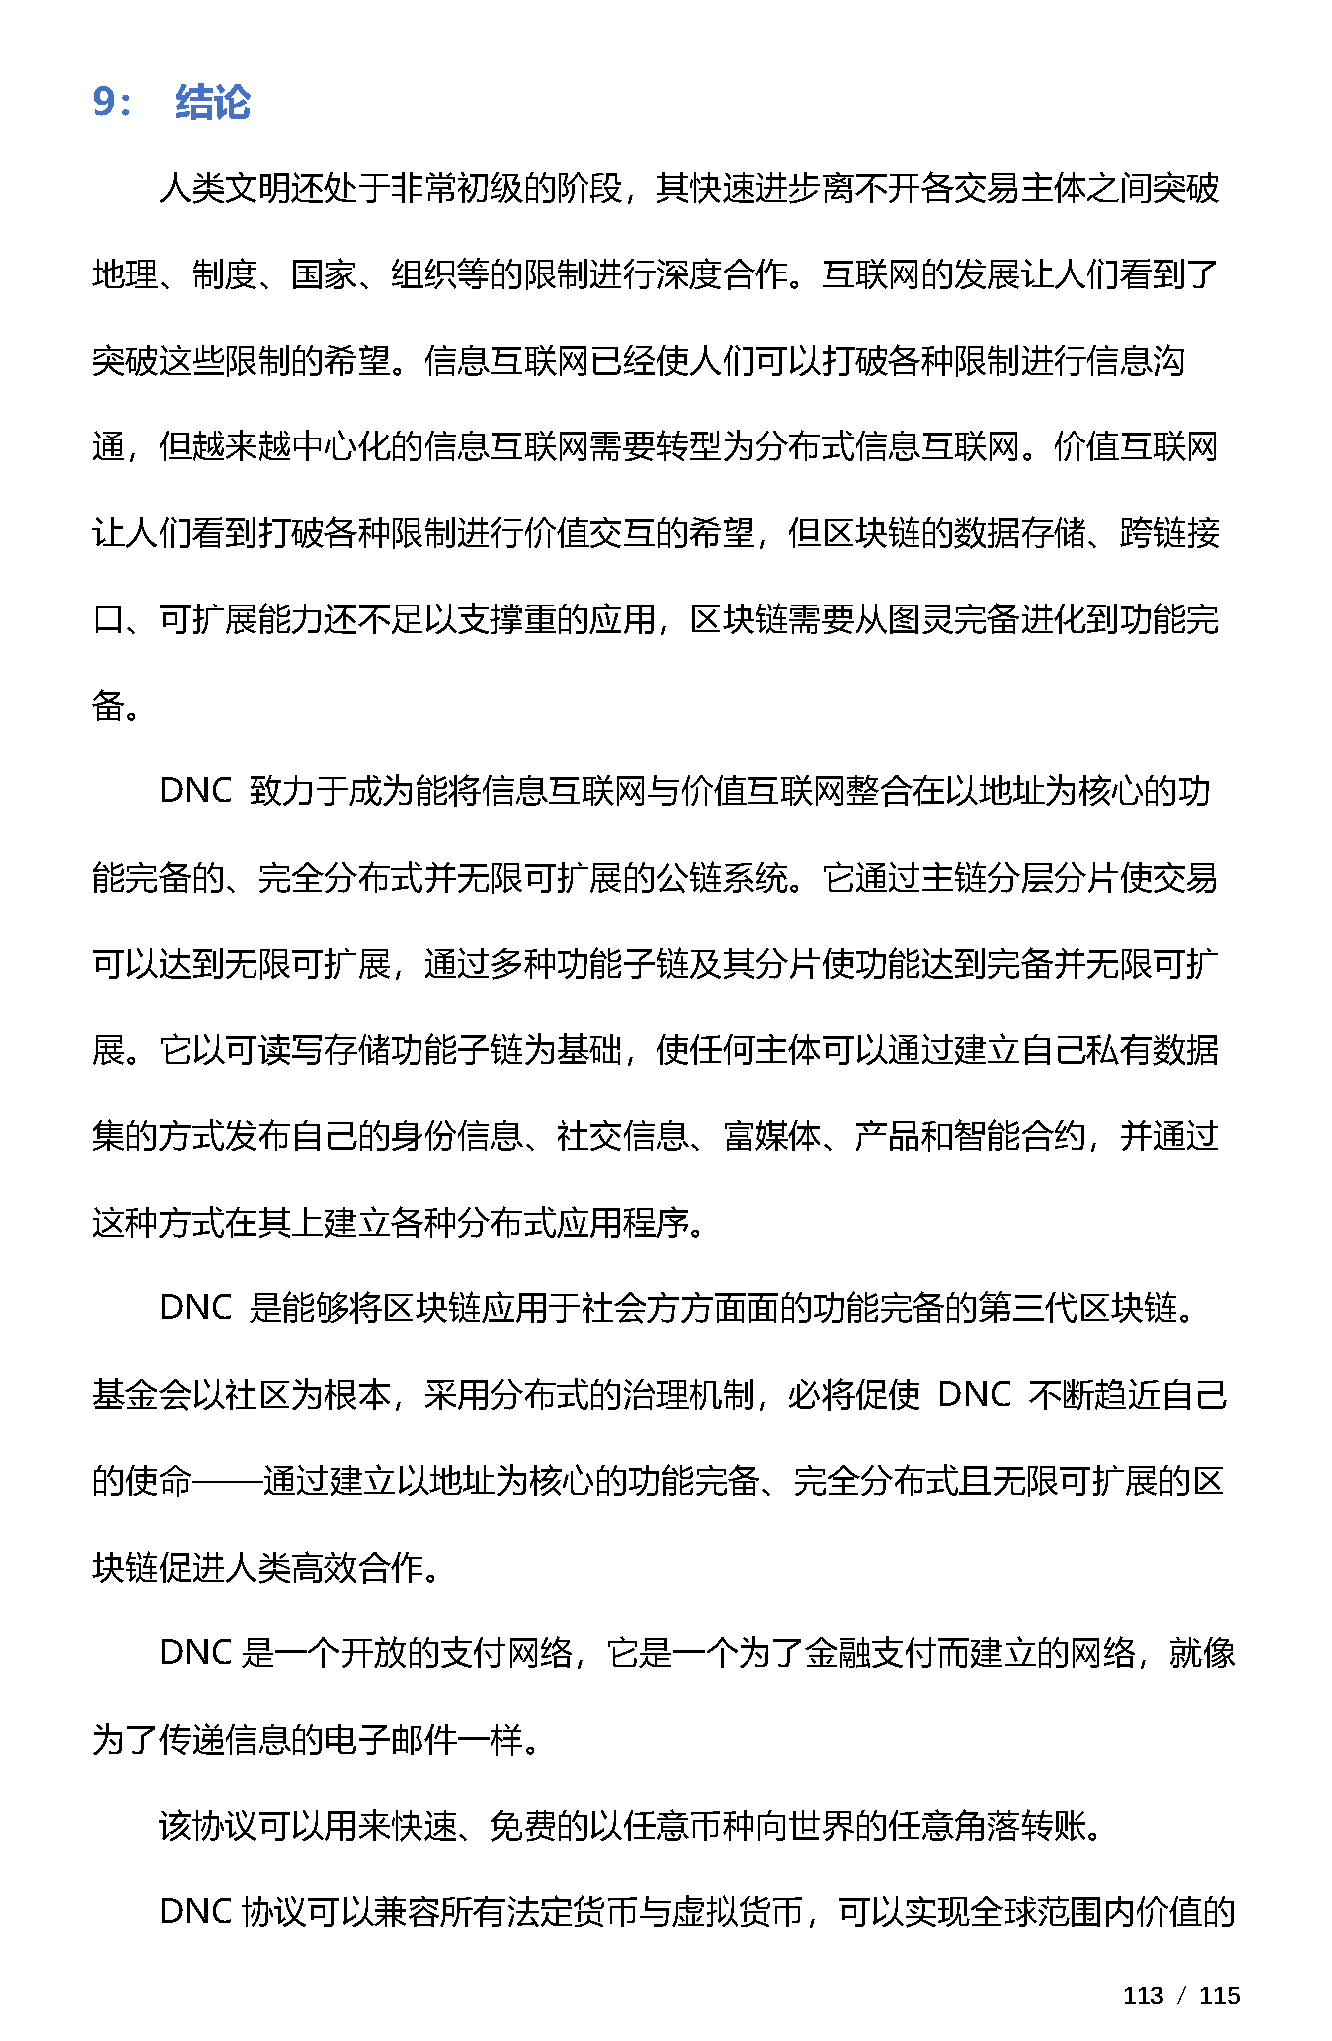 9： 结论
人类文明还处于非常初级的阶段，其快速进步离不开各交易主体之间突破
地理、制度、国家、组织等的限制进行深度合作。互联网的发展让人们看到了
突破这些限制的希望。信息互联网已经使人们可以打破各种限制进行信息沟
通，但越来越中心化的信息互联网需要转型为分布式信息互联网。价值互联网
让人们看到打破各种限制进行价值交互的希望，但区块链的数据存储、跨链接
口、可扩展能力还不足以支撑重的应用，区块链需要从图灵完备进化到功能完
备。
DNC 致力于成为能将信息互联网与价值互联网整合在以地址为核心的功
能完备的、完全分布式并无限可扩展的公链系统。它通过主链分层分片使交易
可以达到无限可扩展，通过多种功能子链及其分片使功能达到完备并无限可扩
展。它以可读写存储功能子链为基础，使任何主体可以通过建立自己私有数据
集的方式发布自己的身份信息、社交信息、富媒体、产品和智能合约，并通过
这种方式在其上建立各种分布式应用程序。
DNC 是能够将区块链应用于社会方方面面的功能完备的第三代区块链。
基金会以社区为根本，采用分布式的治理机制，必将促使 DNC 不断趋近自己
的使命——通过建立以地址为核心的功能完备、完全分布式且无限可扩展的区
块链促进人类高效合作。
DNC 是一个开放的支付网络，它是一个为了金融支付而建立的网络，就像
为了传递信息的电子邮件一样。
该协议可以用来快速、免费的以任意币种向世界的任意角落转账。
DNC 协议可以兼容所有法定货币与虚拟货币，可以实现全球范围内价值的
113 / 115